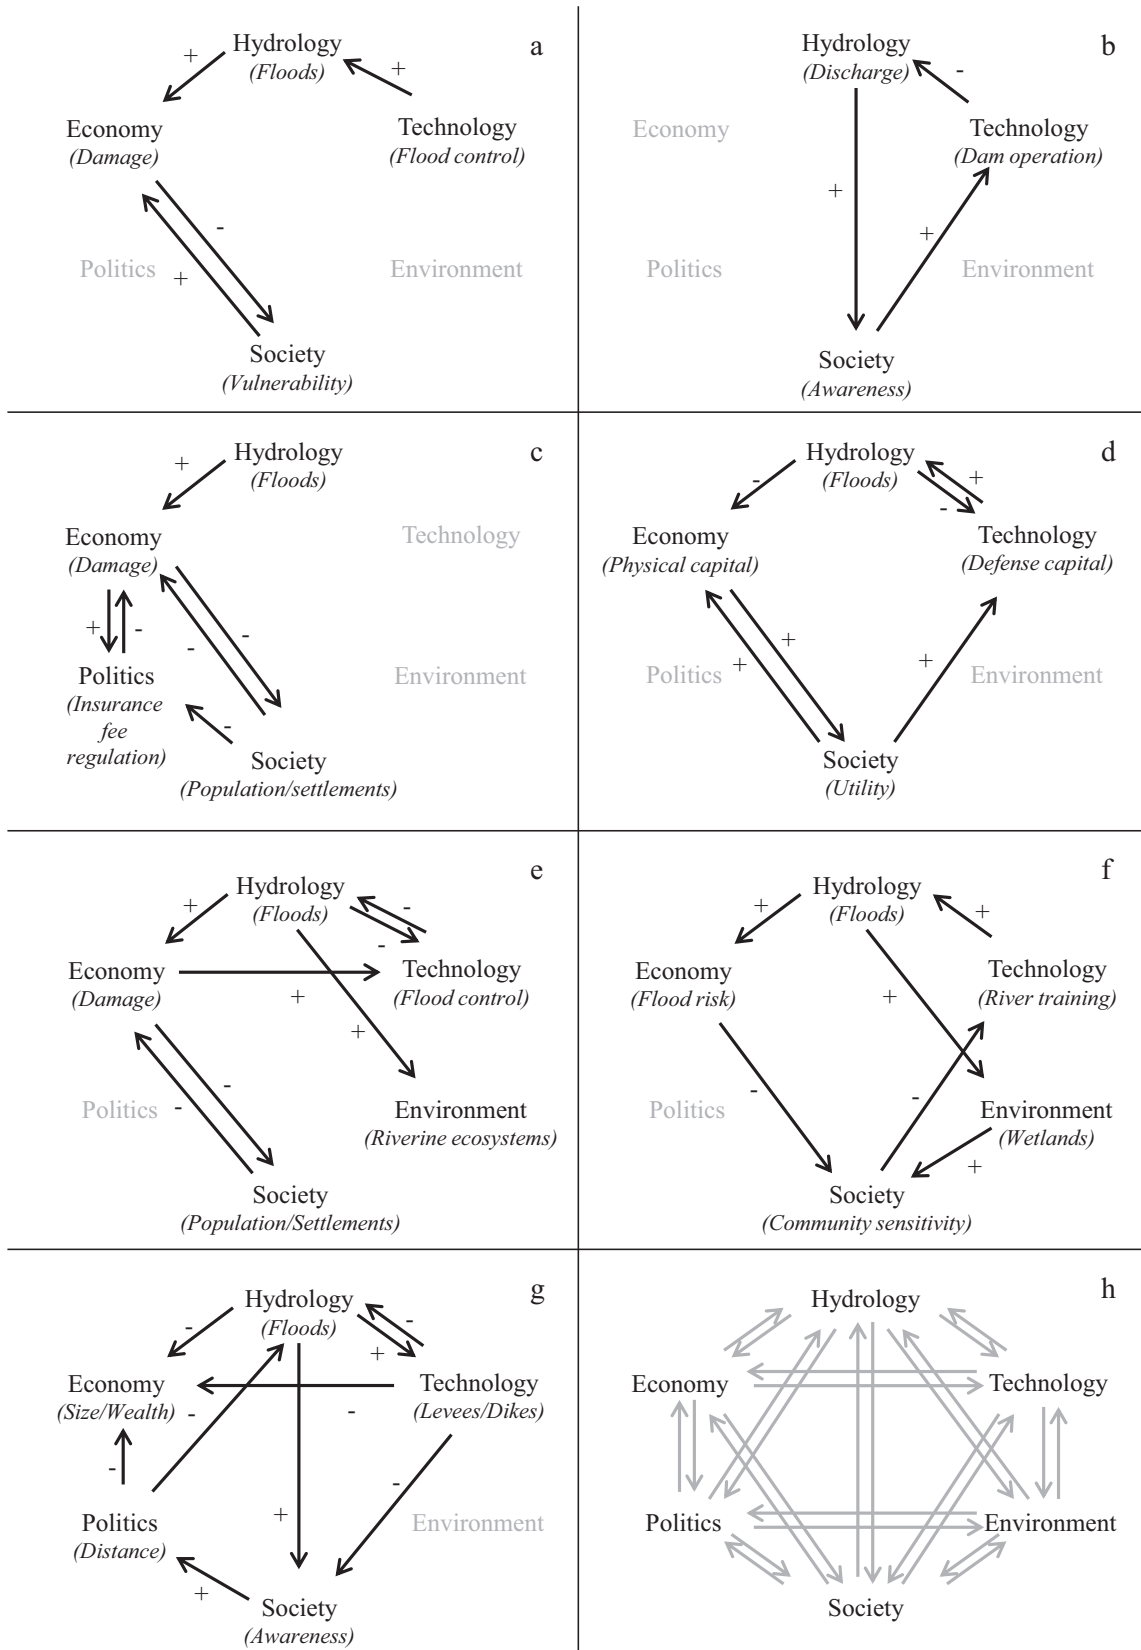 a
Hydrology
(Floods)
+
+
Economy
(Damage)
Technology
(Flood control)
-
+
Politics
Environment
Society
(Vulnerability)
b
Hydrology
(Discharge)
-
Economy
Technology
(Dam operation)
+
+
Politics
Environment
Society
(Awareness)
c
Hydrology
(Floods)
+
Economy
(Damage)
Technology
+
-
-
-
Politics
(Insurance
fee
regulation)
Environment
-
Society
(Population/settlements)
d
Hydrology
(Floods)
-
+
-
Economy
(Physical capital)
Technology
(Defense capital)
+
+
+
Politics
Environment
Society
(Utility)
e
Hydrology
(Floods)
+
-
-
Economy
(Damage)
Technology
(Flood control)
+
+
-
-
Politics
Environment
(Riverine ecosystems)
Society
(Population/Settlements)
f
Hydrology
(Floods)
+
+
Economy
(Flood risk)
Technology
(River training)
+
-
-
Politics
Environment
(Wetlands)
+
Society
(Community sensitivity)
g
Hydrology
(Floods)
-
-
+
Economy
(Size/Wealth)
Technology
(Levees/Dikes)
-
-
-
-
+
Politics
(Distance)
Environment
+
Society
(Awareness)
h
Hydrology
Economy
Technology
Politics
Environment
Society